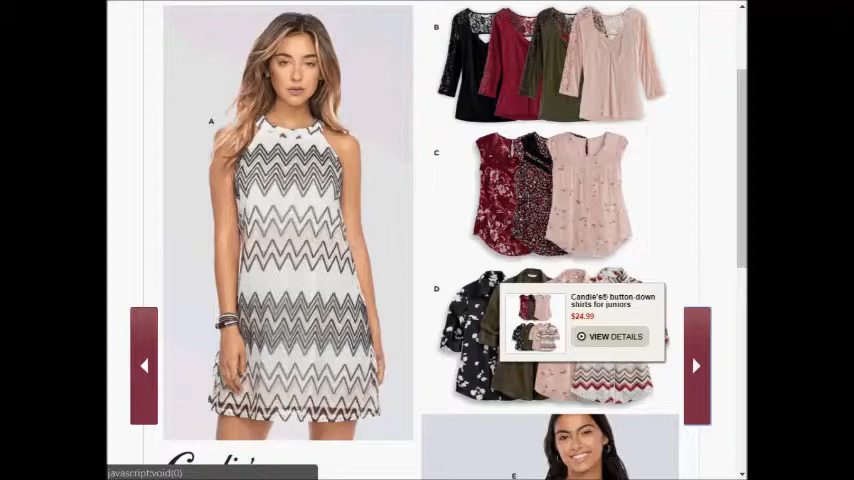 A
B
C
D
Candie's® button-down
shirts for juniors
$24.99
VIEW DETAILS
E
javascript:void(0)